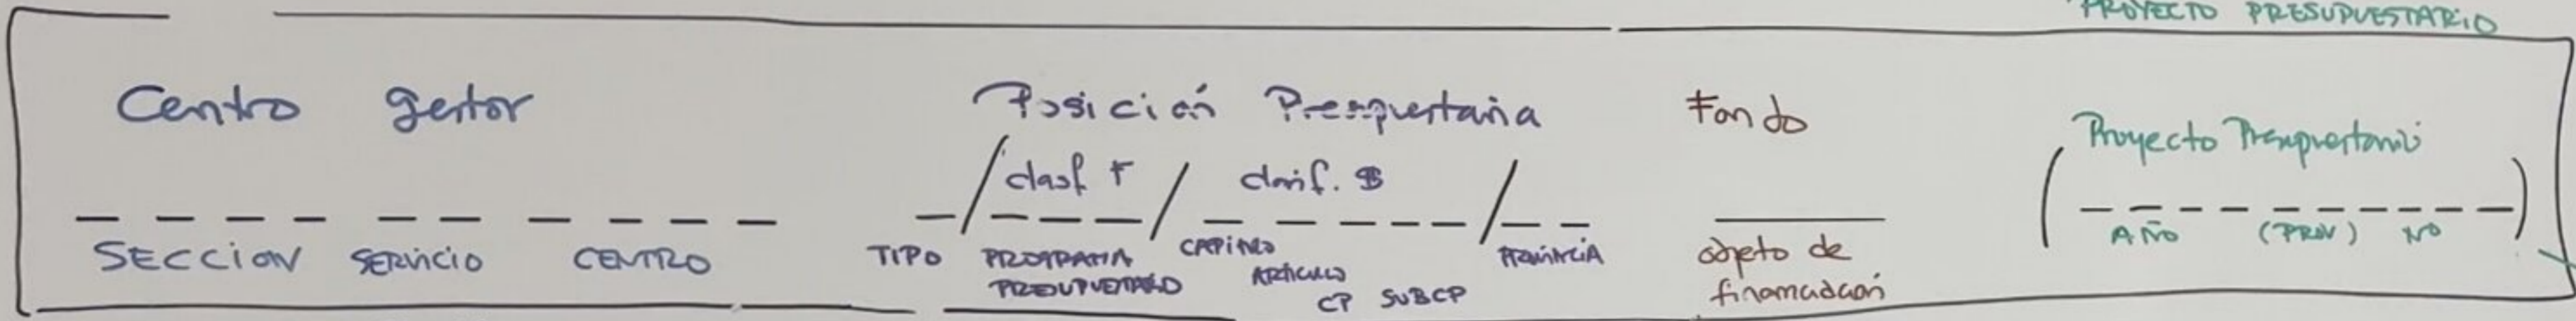 PROYECTO PRESUPUESTARIO
Centro gestor
SECCION SERVICIO CENTRO
Posición Presupuestaria
/ clasf. F / clasif. $ /
TIPO PROGRAMA PRESUPUESTARIO CAPITULO ARTICULO CP SUBCP PROVINCIA
Fondo
objeto de
financiación
Proyecto Presupuestario
AÑO (PROV) Nº